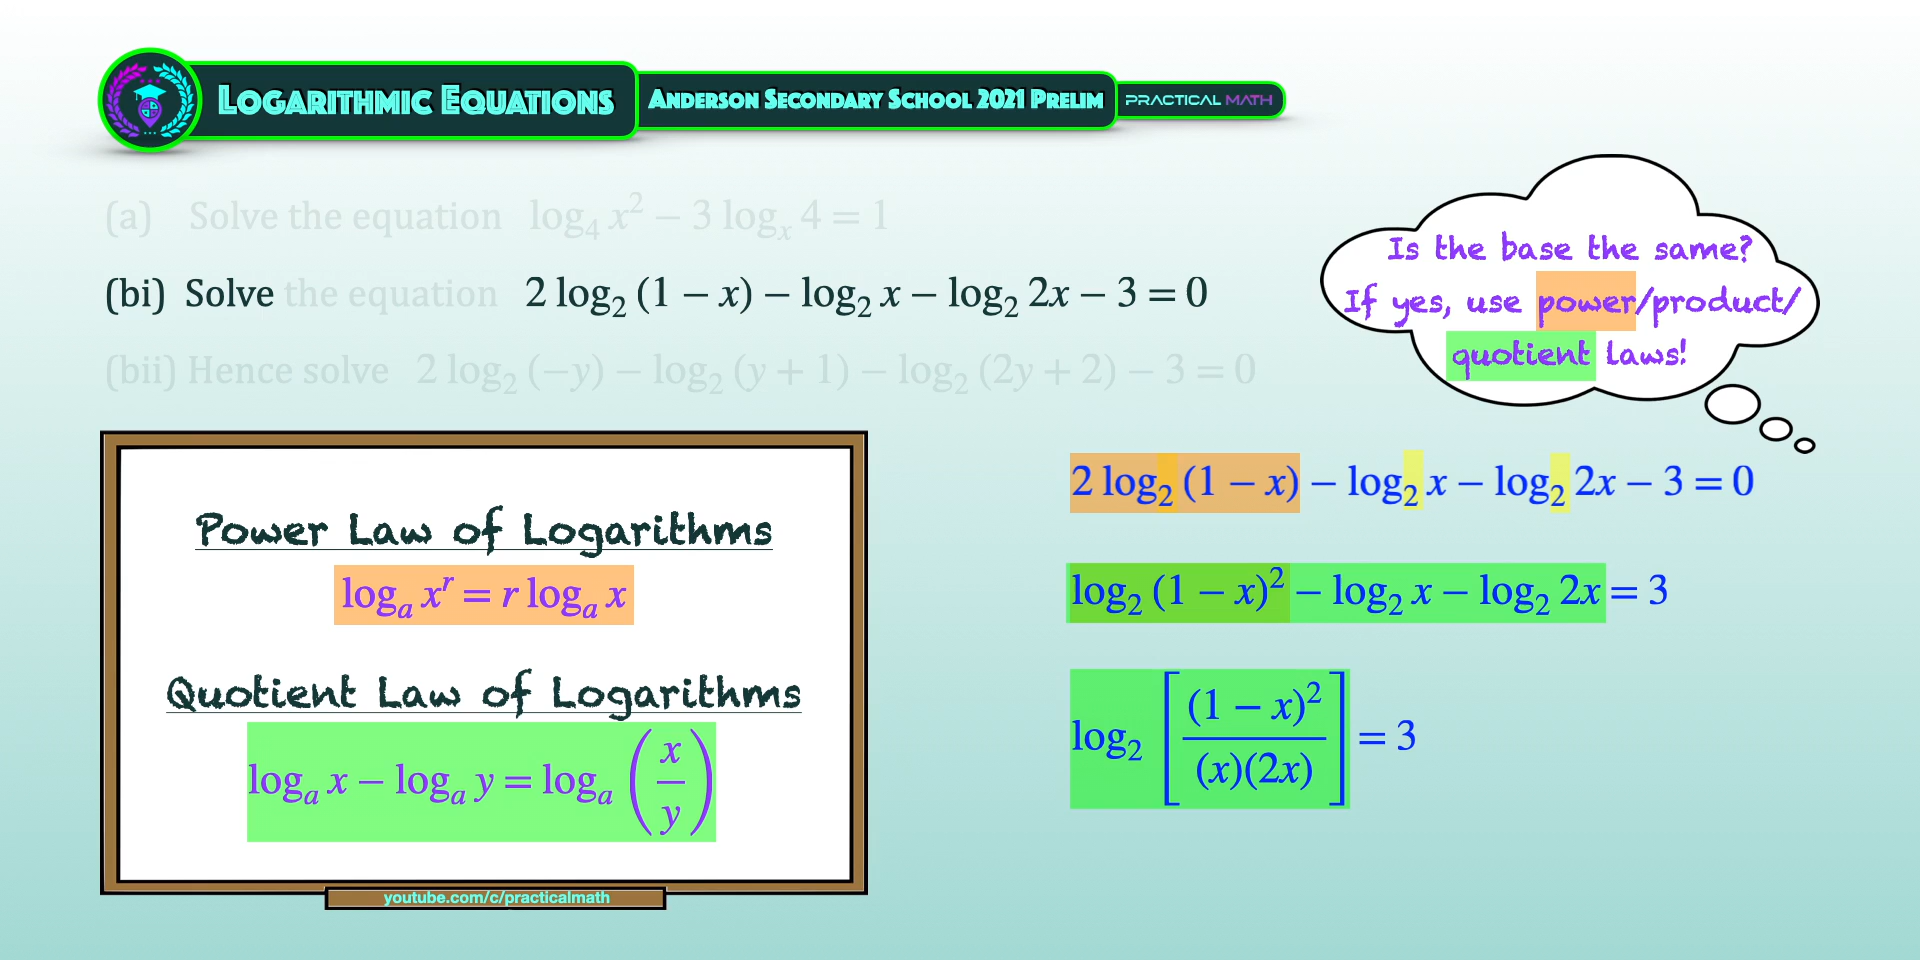 Logarithmic Equations
Anderson Secondary School 2021 Prelim
PRACTICAL MATH
(a) Solve the equation log₄ x² − 3 logₓ 4 = 1
(bi) Solve the equation 2 log₂ (1 − x) − log₂ x − log₂ 2x − 3 = 0
(bii) Hence solve 2 log₂ (−y) − log₂ (y + 1) − log₂ (2y + 2) − 3 = 0
Is the base the same?
If yes, use power/product/
quotient laws!
Power Law of Logarithms
logₐ xʳ = r logₐ x
Quotient Law of Logarithms
logₐ x − logₐ y = logₐ (x/y)
youtube.com/c/practicalmath
2 log₂ (1 − x) − log₂ x − log₂ 2x − 3 = 0
log₂ (1 − x)² − log₂ x − log₂ 2x = 3
log₂ [(1 − x)²/(x)(2x)] = 3